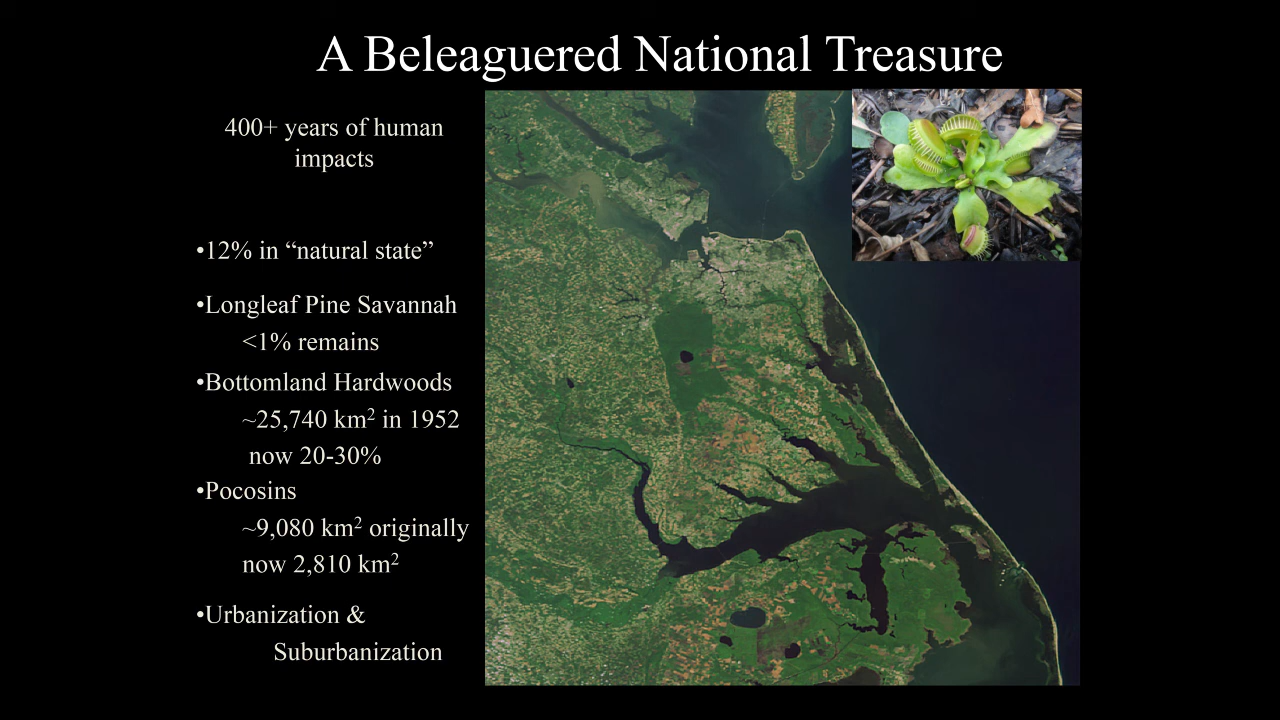 A Beleaguered National Treasure
400+ years of human
impacts
•12% in “natural state”
•Longleaf Pine Savannah
<1% remains
•Bottomland Hardwoods
~25,740 km² in 1952
now 20-30%
•Pocosins
~9,080 km² originally
now 2,810 km²
•Urbanization &
Suburbanization